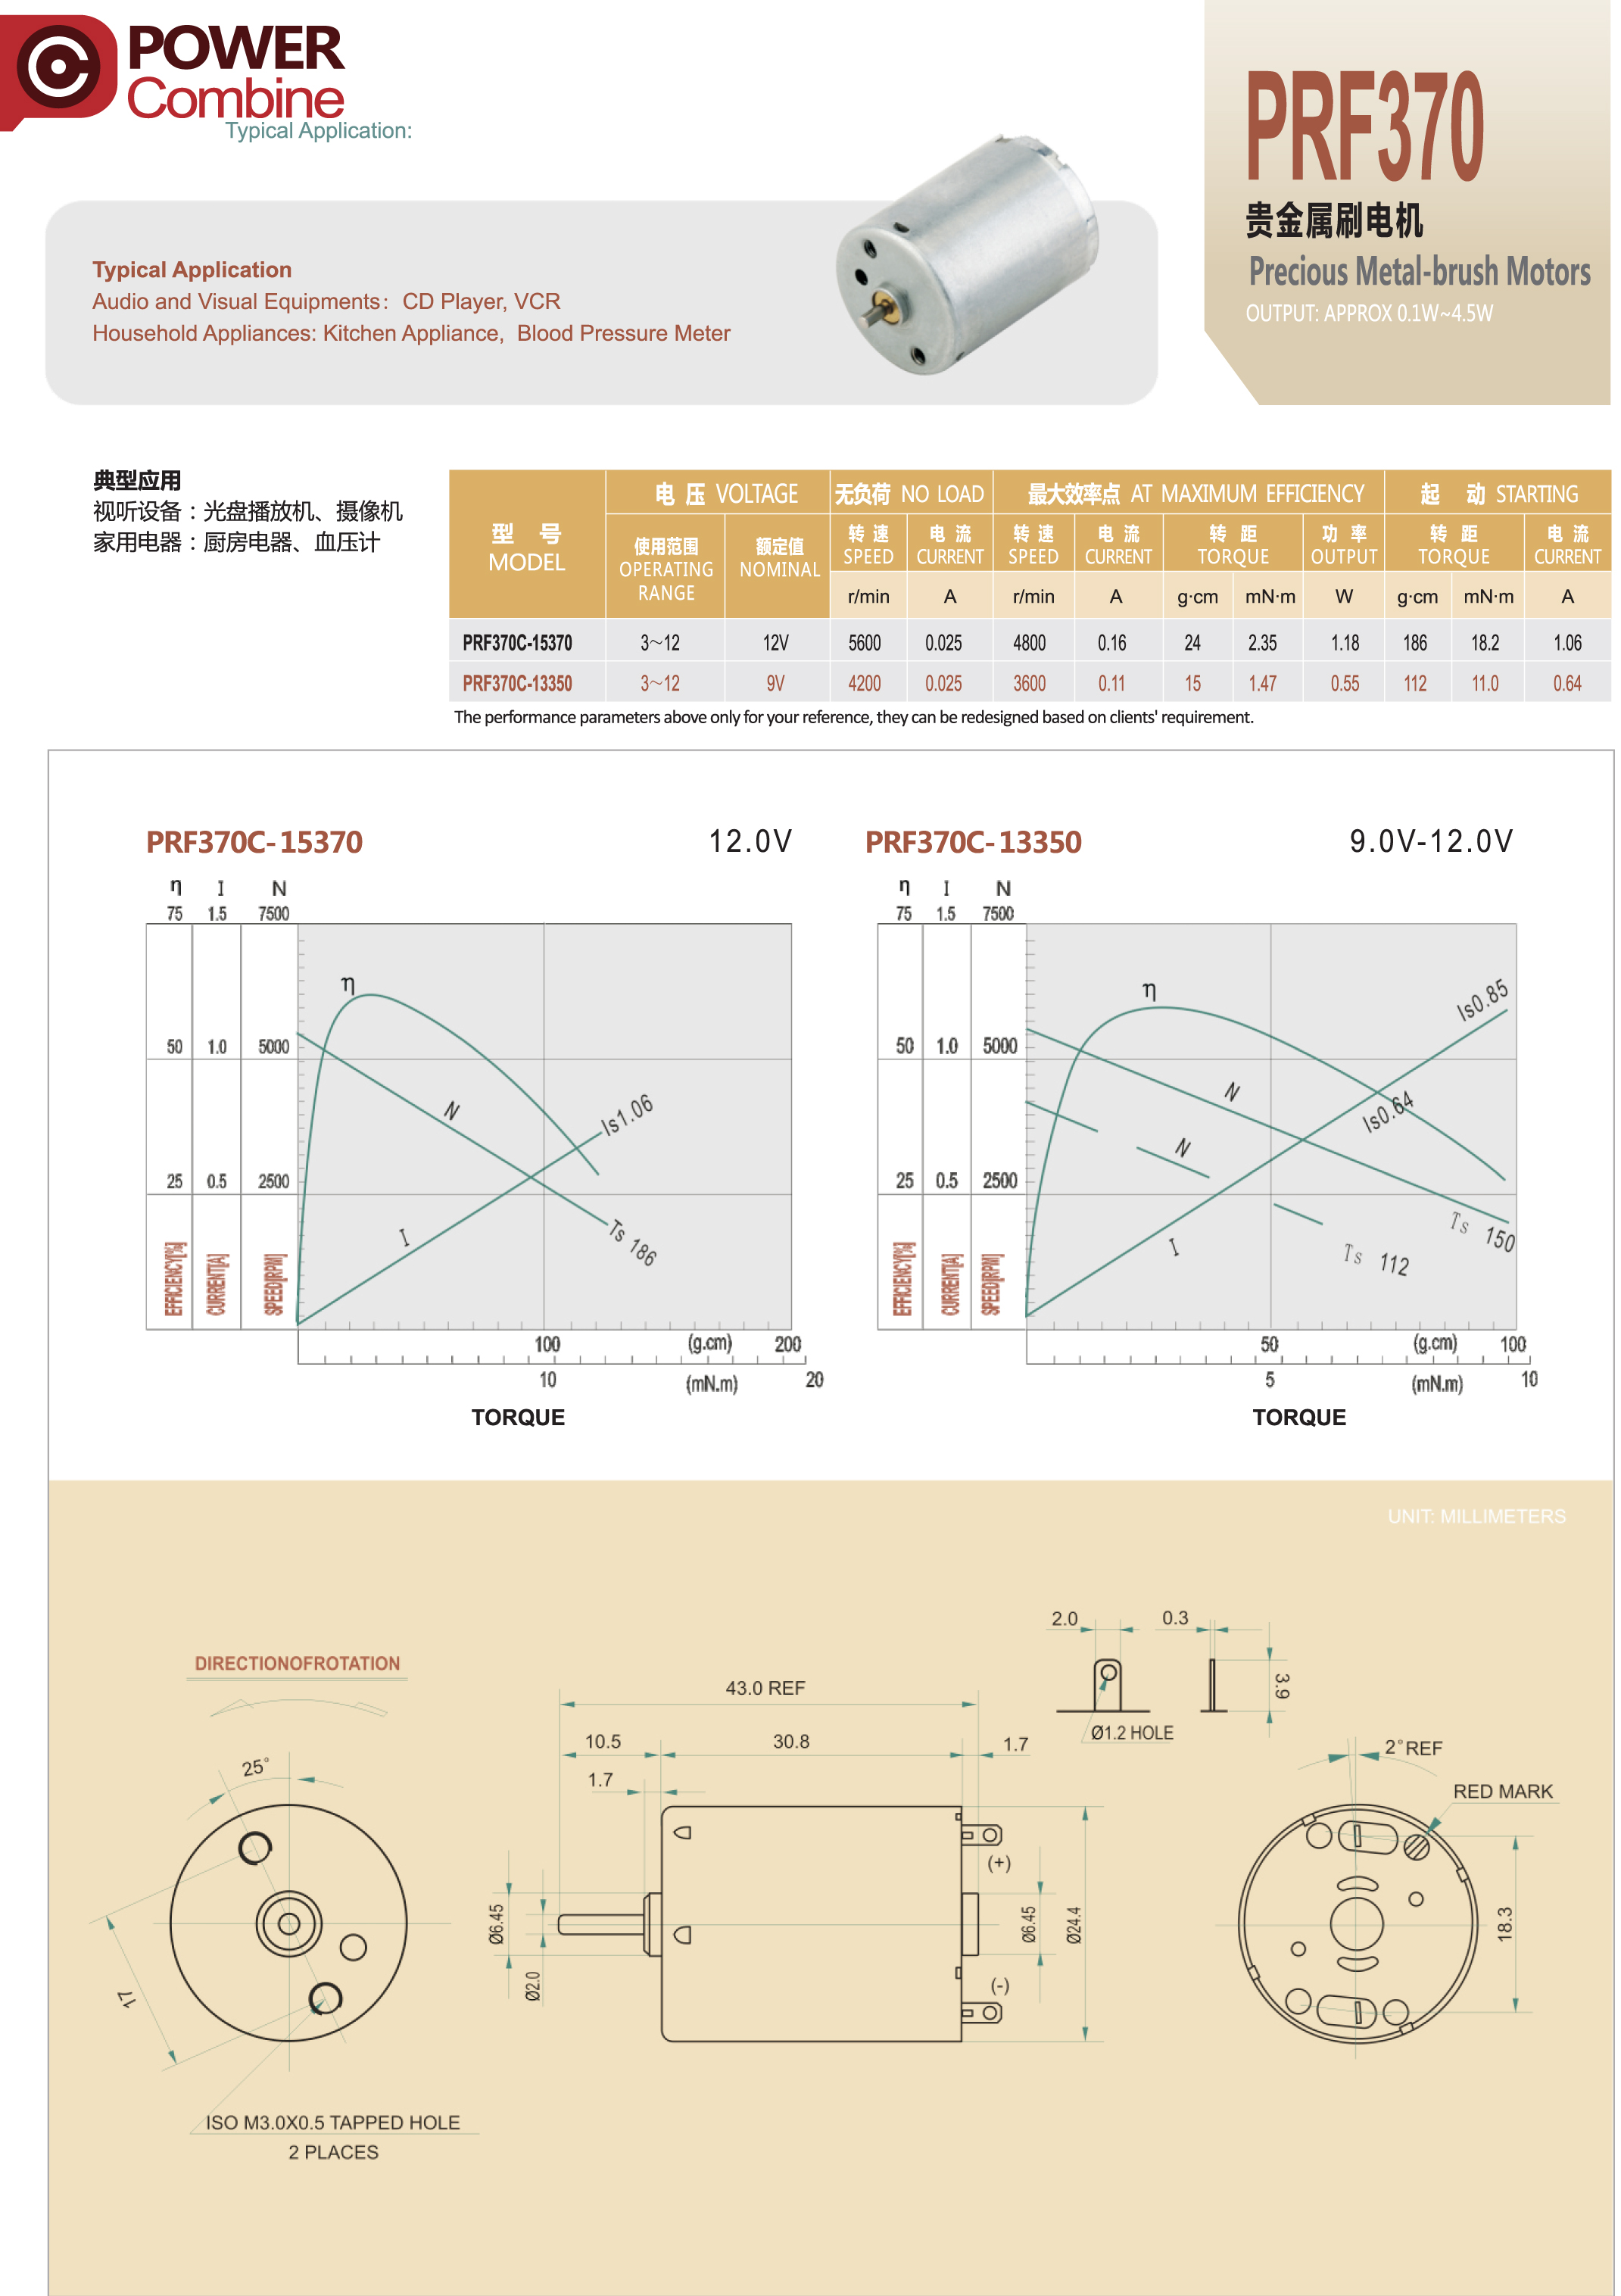 POWER
Combine
Typical Application:
PRF370
贵金属刷电机
Precious Metal-brush Motors
OUTPUT: APPROX 0.1W~4.5W
Typical Application
Audio and Visual Equipments: CD Player, VCR
Household Appliances: Kitchen Appliance, Blood Pressure Meter
典型应用
视听设备：光盘播放机、摄像机
家用电器：厨房电器、血压计
型 号 MODEL 电 压 VOLTAGE 无负荷 NO LOAD 最大效率点 AT MAXIMUM EFFICIENCY 起 动 STARTING
使用范围 OPERATING RANGE 额定值 NOMINAL 转 速 SPEED 电 流 CURRENT 转 速 SPEED 电 流 CURRENT 转 距 TORQUE 功 率 OUTPUT 转 距 TORQUE 电 流 CURRENT
r/min A r/min A g·cm mN·m W g·cm mN·m A
PRF370C-15370 3～12 12V 5600 0.025 4800 0.16 24 2.35 1.18 186 18.2 1.06
PRF370C-13350 3～12 9V 4200 0.025 3600 0.11 15 1.47 0.55 112 11.0 0.64
The performance parameters above only for your reference, they can be redesigned based on clients' requirement.
PRF370C-15370 12.0V
η I N
75 1.5 7500
η
50 1.0 5000
N
Is1.06
25 0.5 2500
I
Ts 186
EFFICIENCY[%] CURRENT[A] SPEED[RPM]
100 (g.cm) 200
10 (mN.m) 20
TORQUE
PRF370C-13350 9.0V-12.0V
η I N
75 1.5 7500
η
Is0.85
50 1.0 5000
N
Is0.64
N
25 0.5 2500
I
Ts 150
Ts 112
EFFICIENCY[%] CURRENT[A] SPEED[RPM]
50 (g.cm) 100
5 (mN.m) 10
TORQUE
UNIT: MILLIMETERS
DIRECTIONOFROTATION
25°
17
ISO M3.0X0.5 TAPPED HOLE
2 PLACES
43.0 REF
10.5 30.8 1.7
1.7
Ø6.45
Ø2.0
(+)
(-)
Ø6.45
Ø24.4
2.0 0.3
3.9
Ø1.2 HOLE
2°REF
RED MARK
18.3